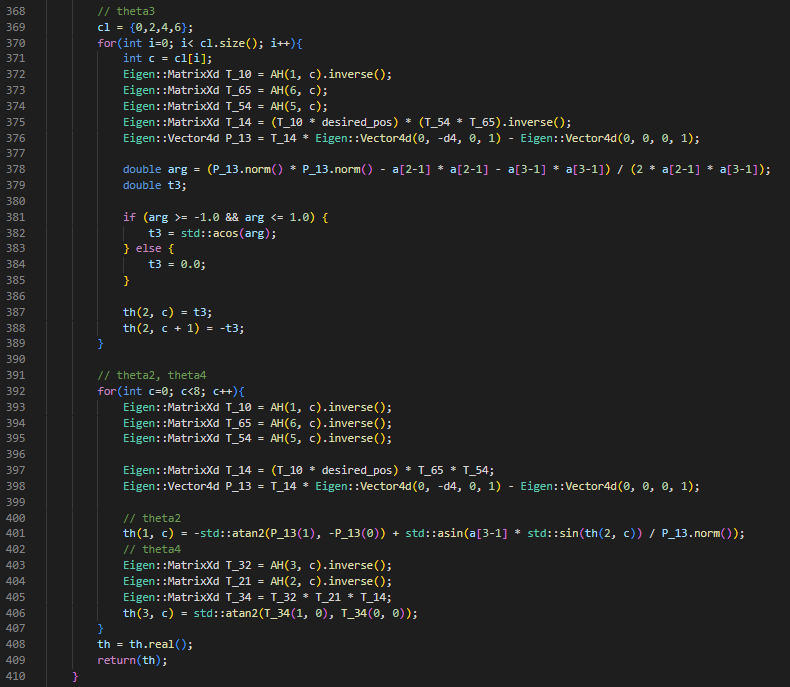 368 // theta3
369 cl = {0,2,4,6};
370 for(int i=0; i< cl.size(); i++){
371 int c = cl[i];
372 Eigen::MatrixXd T_10 = AH(1, c).inverse();
373 Eigen::MatrixXd T_65 = AH(6, c);
374 Eigen::MatrixXd T_54 = AH(5, c);
375 Eigen::MatrixXd T_14 = (T_10 * desired_pos) * (T_54 * T_65).inverse();
376 Eigen::Vector4d P_13 = T_14 * Eigen::Vector4d(0, -d4, 0, 1) - Eigen::Vector4d(0, 0, 0, 1);
377
378 double arg = (P_13.norm() * P_13.norm() - a[2-1] * a[2-1] - a[3-1] * a[3-1]) / (2 * a[2-1] * a[3-1]);
379 double t3;
380
381 if (arg >= -1.0 && arg <= 1.0) {
382 t3 = std::acos(arg);
383 } else {
384 t3 = 0.0;
385 }
386
387 th(2, c) = t3;
388 th(2, c + 1) = -t3;
389 }
390
391 // theta2, theta4
392 for(int c=0; c<8; c++){
393 Eigen::MatrixXd T_10 = AH(1, c).inverse();
394 Eigen::MatrixXd T_65 = AH(6, c).inverse();
395 Eigen::MatrixXd T_54 = AH(5, c).inverse();
396
397 Eigen::MatrixXd T_14 = (T_10 * desired_pos) * T_65 * T_54;
398 Eigen::Vector4d P_13 = T_14 * Eigen::Vector4d(0, -d4, 0, 1) - Eigen::Vector4d(0, 0, 0, 1);
399
400 // theta2
401 th(1, c) = -std::atan2(P_13(1), -P_13(0)) + std::asin(a[3-1] * std::sin(th(2, c)) / P_13.norm());
402 // theta4
403 Eigen::MatrixXd T_32 = AH(3, c).inverse();
404 Eigen::MatrixXd T_21 = AH(2, c).inverse();
405 Eigen::MatrixXd T_34 = T_32 * T_21 * T_14;
406 th(3, c) = std::atan2(T_34(1, 0), T_34(0, 0));
407 }
408 th = th.real();
409 return(th);
410 }